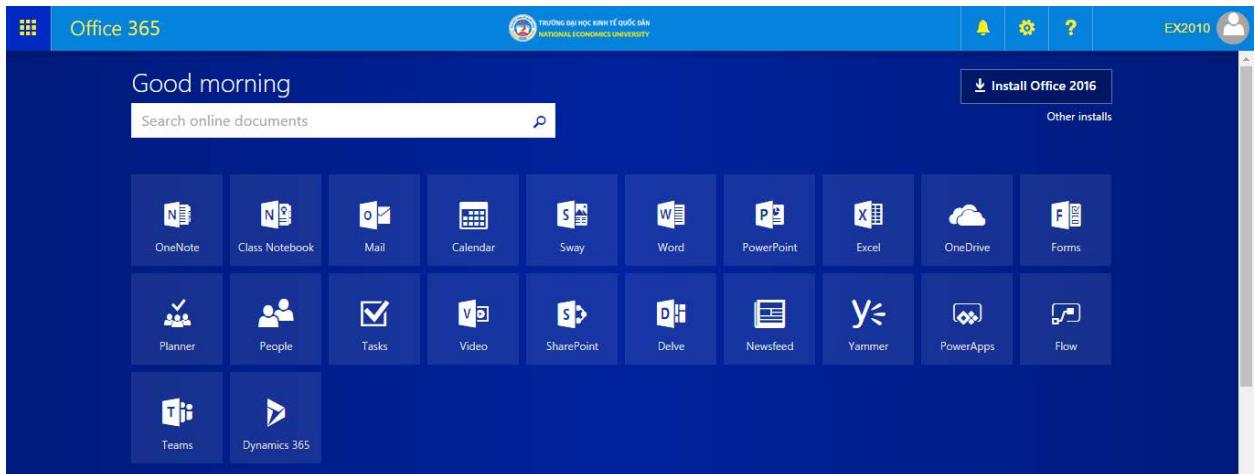 Office 365
TRƯỜNG ĐẠI HỌC KINH TẾ QUỐC DÂN
NATIONAL ECONOMICS UNIVERSITY
?
EX2010
Good morning
Install Office 2016
Search online documents
Other installs
OneNote
Class Notebook
Mail
Calendar
Sway
Word
PowerPoint
Excel
OneDrive
Forms
Planner
People
Tasks
Video
SharePoint
Delve
Newsfeed
Yammer
PowerApps
Flow
Teams
Dynamics 365